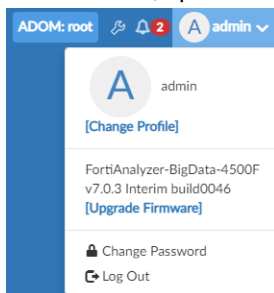 ADOM: root 2 A admin
A admin
[Change Profile]
FortiAnalyzer-BigData-4500F
v7.0.3 Interim build0046
[Upgrade Firmware]
Change Password
Log Out